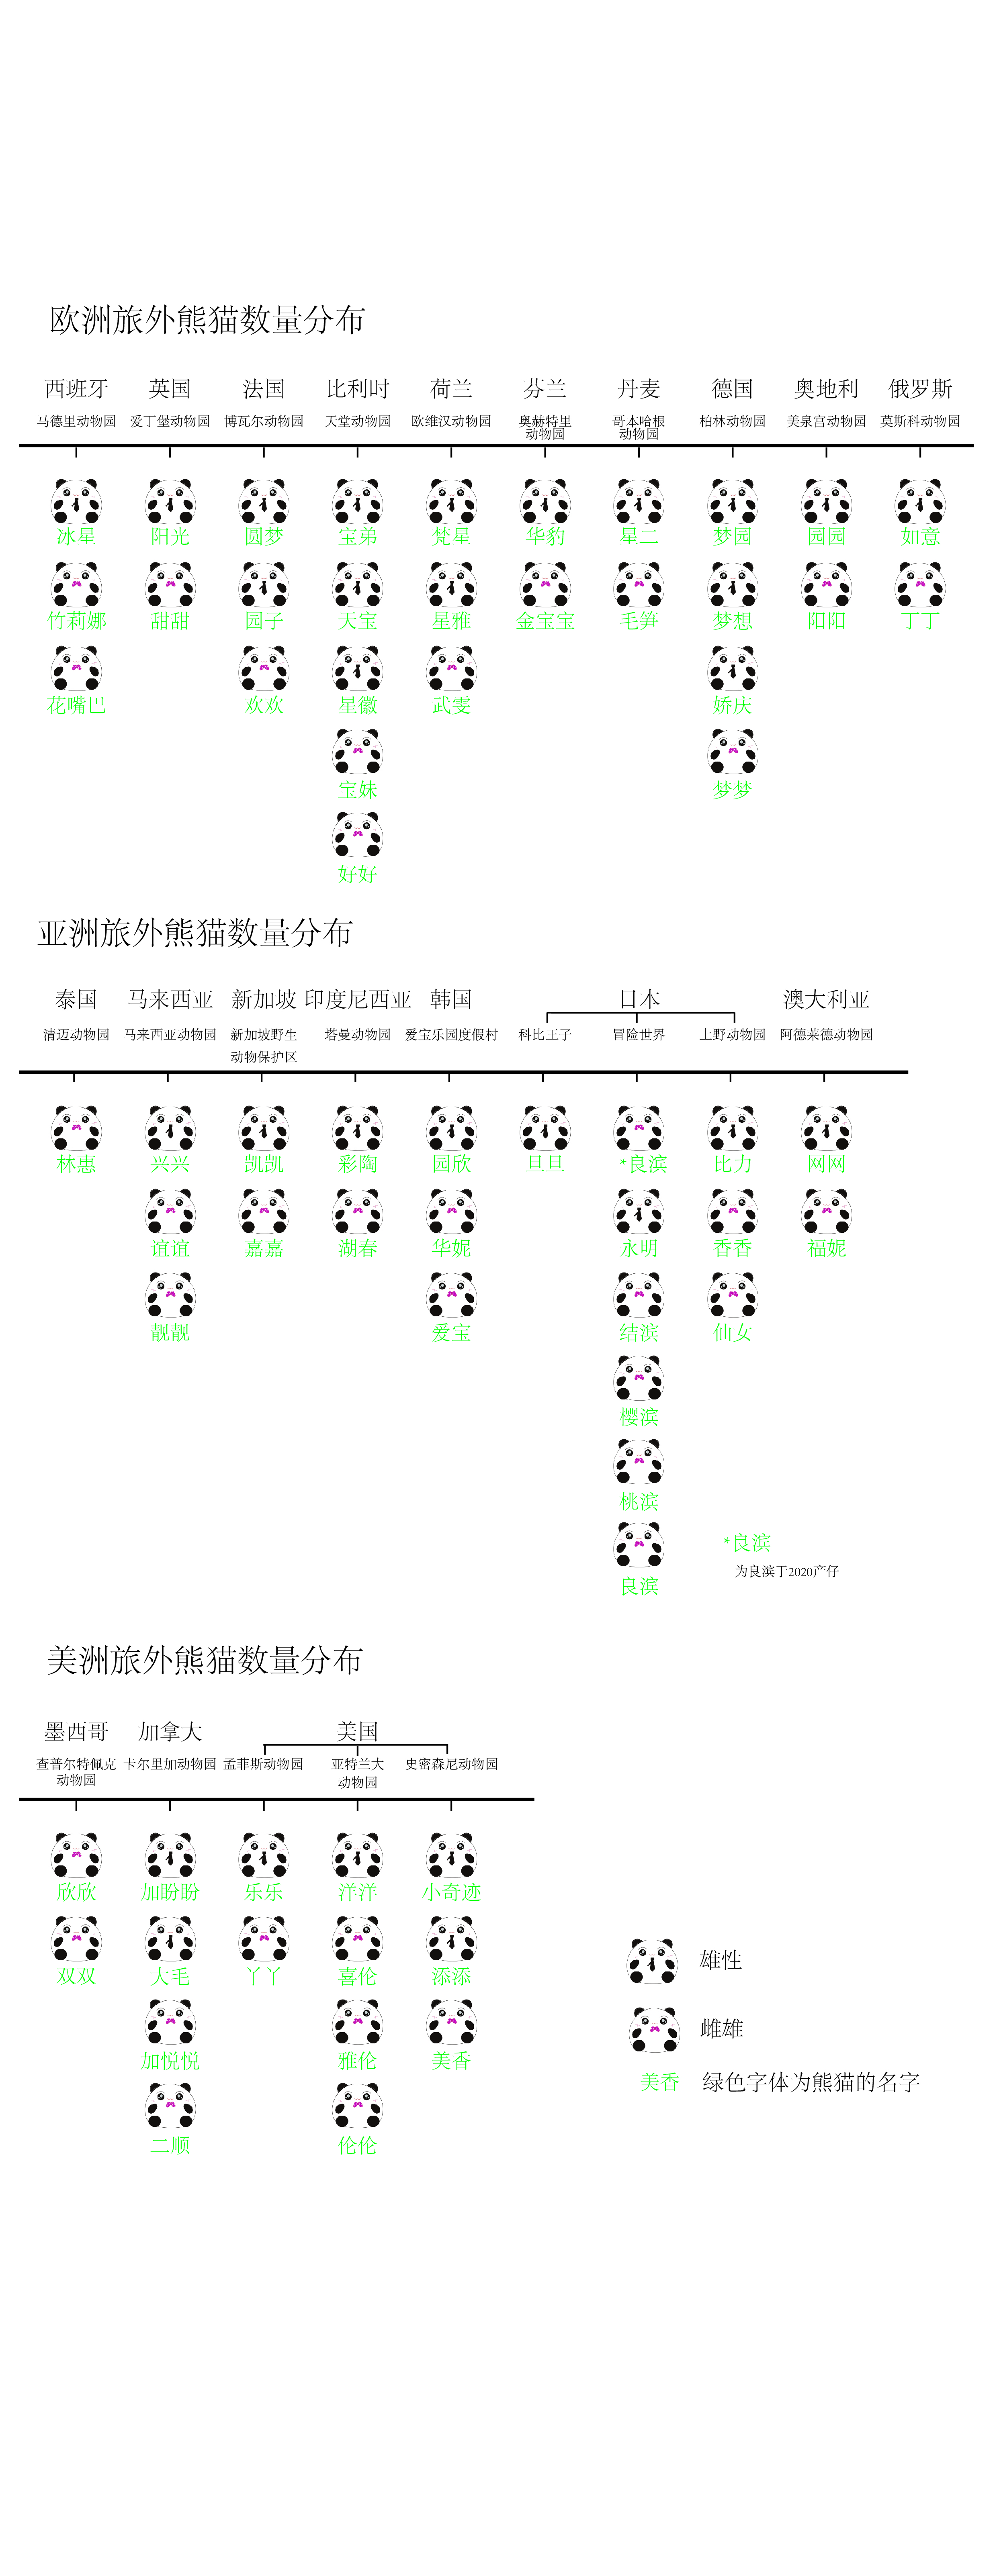 欧洲旅外熊猫数量分布
西班牙 英国 法国 比利时 荷兰 芬兰 丹麦 德国 奥地利 俄罗斯
马德里动物园 爱丁堡动物园 博瓦尔动物园 天堂动物园 欧维汉动物园 奥赫特里 哥本哈根 柏林动物园 美泉宫动物园 莫斯科动物园
动物园 动物园
冰星 阳光 圆梦 宝弟 梵星 华豹 星二 梦园 园园 如意
竹莉娜 甜甜 园子 天宝 星雅 金宝宝 毛笋 梦想 阳阳 丁丁
花嘴巴 欢欢 星徽 武雯 娇庆
宝妹 梦梦
好好
亚洲旅外熊猫数量分布
泰国 马来西亚 新加坡 印度尼西亚 韩国 日本 澳大利亚
清迈动物园 马来西亚动物园 新加坡野生 塔曼动物园 爱宝乐园度假村 科比王子 冒险世界 上野动物园 阿德莱德动物园
动物保护区
林惠 兴兴 凯凯 彩陶 园欣 旦旦 *良滨 比力 网网
谊谊 嘉嘉 湖春 华妮 永明 香香 福妮
靓靓 爱宝 结滨 仙女
樱滨
桃滨
*良滨
为良滨于2020产仔
良滨
美洲旅外熊猫数量分布
墨西哥 加拿大 美国
查普尔特佩克 卡尔里加动物园 孟菲斯动物园 亚特兰大 史密森尼动物园
动物园 动物园
欣欣 加盼盼 乐乐 洋洋 小奇迹
双双 大毛 丫丫 喜伦 添添
雄性
雌雄
加悦悦 雅伦 美香
美香 绿色字体为熊猫的名字
二顺 伦伦